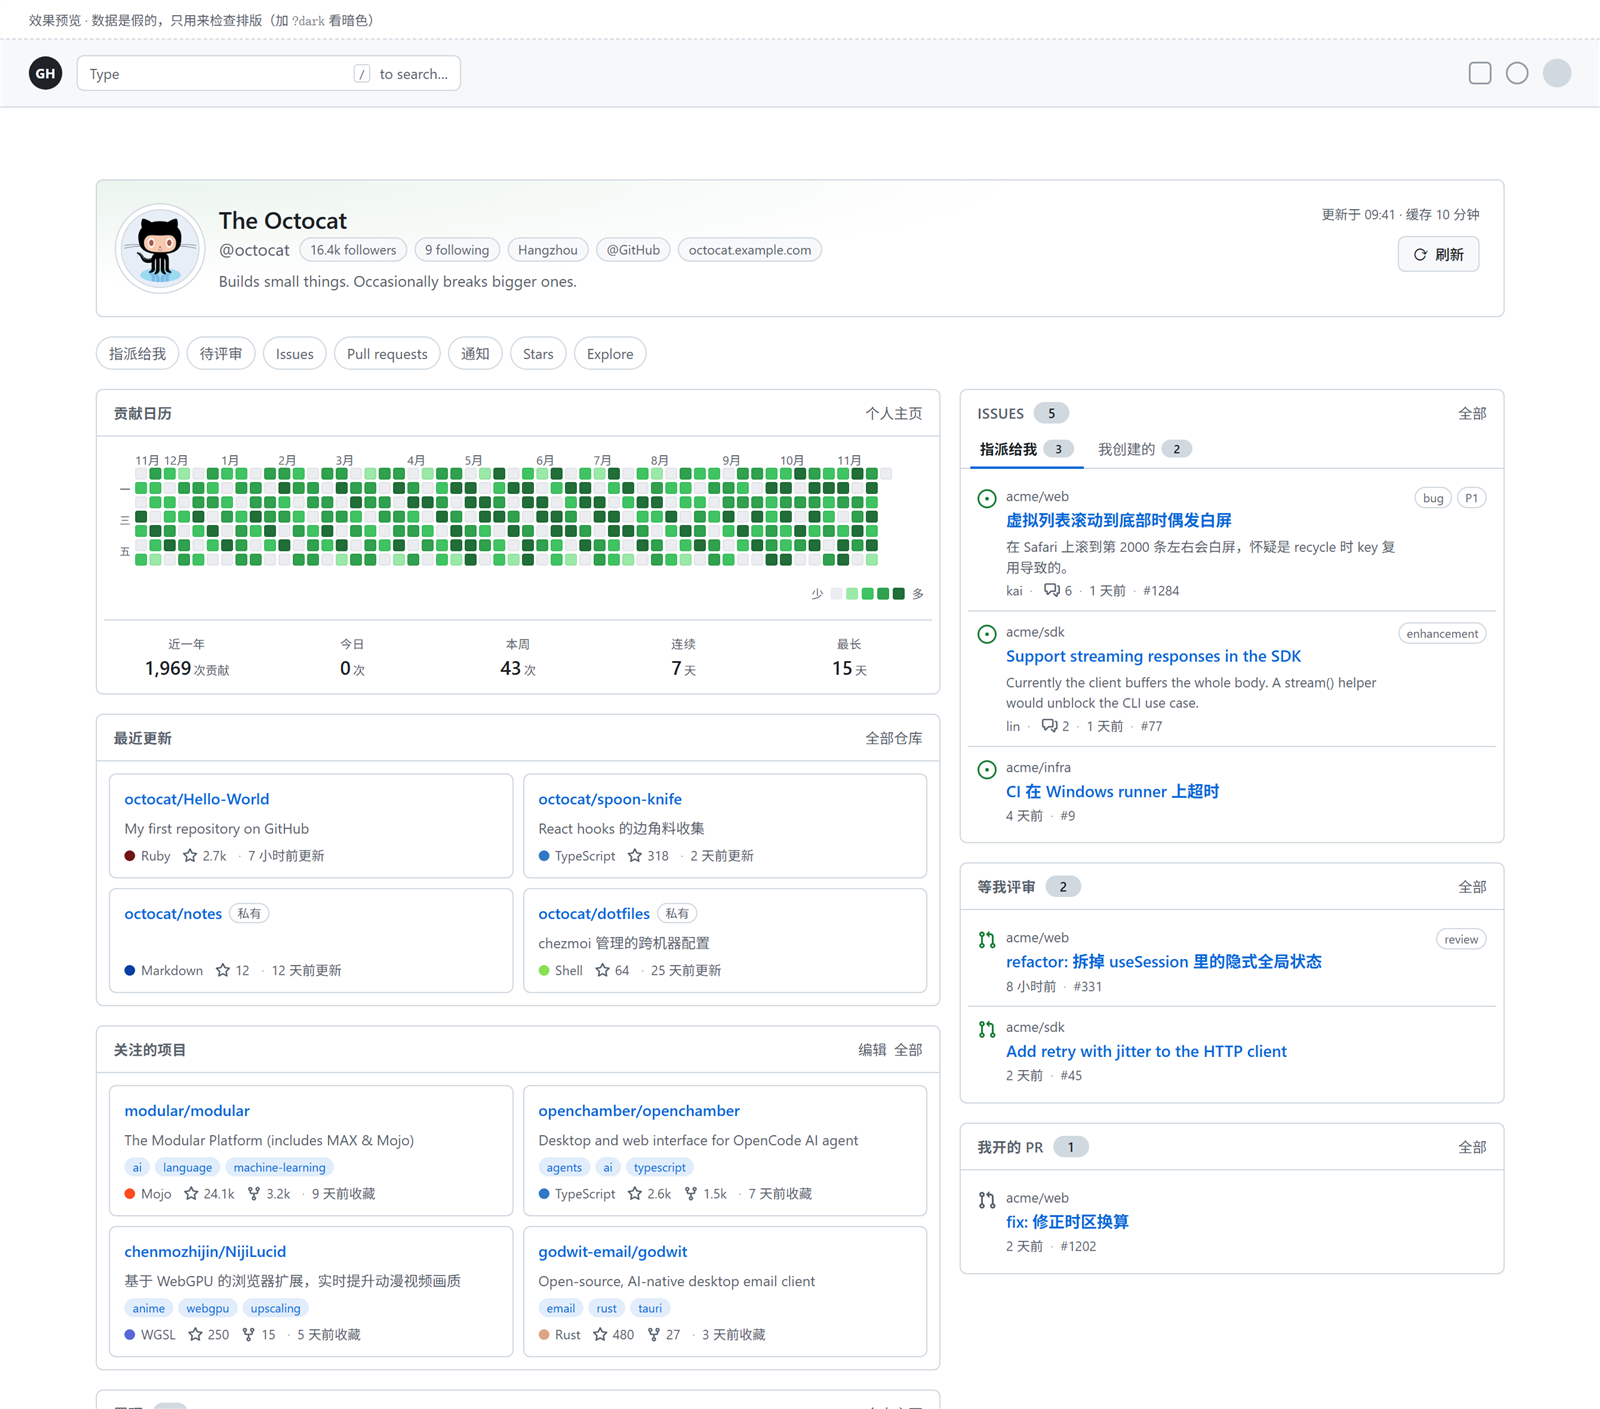 效果预览 · 数据是假的，只用来检查排版（加 ?dark 看暗色）
GH
Type / to search...
The Octocat
@octocat 16.4k followers 9 following Hangzhou @GitHub octocat.example.com
Builds small things. Occasionally breaks bigger ones.
更新于 09:41 · 缓存 10 分钟
刷新
指派给我 待评审 Issues Pull requests 通知 Stars Explore
贡献日历 个人主页
11月 12月 1月 2月 3月 4月 5月 6月 7月 8月 9月 10月 11月
一
三
五
少 多
近一年 今日 本周 连续 最长
1,969 次贡献 0 次 43 次 7 天 15 天
最近更新 全部仓库
octocat/Hello-World
My first repository on GitHub
Ruby 2.7k · 7 小时前更新
octocat/spoon-knife
React hooks 的边角料收集
TypeScript 318 · 2 天前更新
octocat/notes 私有
Markdown 12 · 12 天前更新
octocat/dotfiles 私有
chezmoi 管理的跨机器配置
Shell 64 · 25 天前更新
关注的项目 编辑 全部
modular/modular
The Modular Platform (includes MAX & Mojo)
ai language machine-learning
Mojo 24.1k 3.2k · 9 天前收藏
openchamber/openchamber
Desktop and web interface for OpenCode AI agent
agents ai typescript
TypeScript 2.6k 1.5k · 7 天前收藏
chenmozhijin/NijiLucid
基于 WebGPU 的浏览器扩展，实时提升动漫视频画质
anime webgpu upscaling
WGSL 250 15 · 5 天前收藏
godwit-email/godwit
Open-source, AI-native desktop email client
email rust tauri
Rust 480 27 · 3 天前收藏
ISSUES 5 全部
指派给我 3 我创建的 2
acme/web bug P1
虚拟列表滚动到底部时偶发白屏
在 Safari 上滚到第 2000 条左右会白屏，怀疑是 recycle 时 key 复
用导致的。
kai · 6 · 1 天前 · #1284
acme/sdk enhancement
Support streaming responses in the SDK
Currently the client buffers the whole body. A stream() helper
would unblock the CLI use case.
lin · 2 · 1 天前 · #77
acme/infra
CI 在 Windows runner 上超时
4 天前 · #9
等我评审 2 全部
acme/web review
refactor: 拆掉 useSession 里的隐式全局状态
8 小时前 · #331
acme/sdk
Add retry with jitter to the HTTP client
2 天前 · #45
我开的 PR 1 全部
acme/web
fix: 修正时区换算
2 天前 · #1202